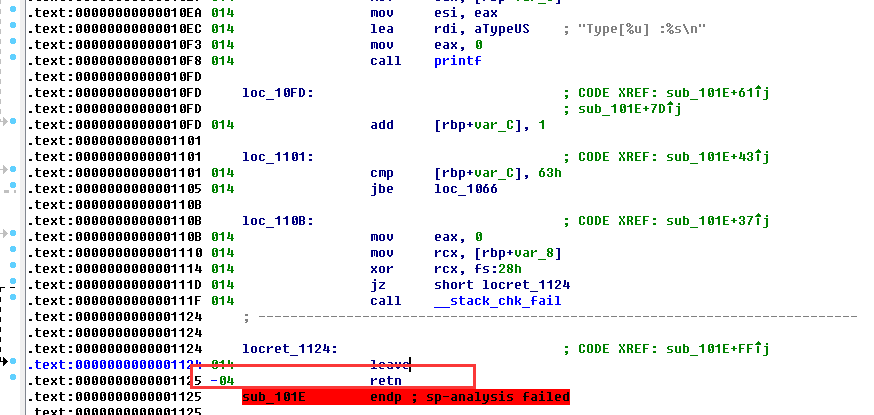 .text:00000000000010EA 014 mov esi, eax
.text:00000000000010EC 014 lea rdi, aTypeUS ; "Type[%u] :%s\n"
.text:00000000000010F3 014 mov eax, 0
.text:00000000000010F8 014 call printf
.text:00000000000010FD
.text:00000000000010FD loc_10FD: ; CODE XREF: sub_101E+61↑j
.text:00000000000010FD ; sub_101E+7D↑j
.text:00000000000010FD 014 add [rbp+var_C], 1
.text:0000000000001101
.text:0000000000001101 loc_1101: ; CODE XREF: sub_101E+43↑j
.text:0000000000001101 014 cmp [rbp+var_C], 63h
.text:0000000000001105 014 jbe loc_1066
.text:000000000000110B
.text:000000000000110B loc_110B: ; CODE XREF: sub_101E+37↑j
.text:000000000000110B 014 mov eax, 0
.text:0000000000001110 014 mov rcx, [rbp+var_8]
.text:0000000000001114 014 xor rcx, fs:28h
.text:000000000000111D 014 jz short locret_1124
.text:000000000000111F 014 call __stack_chk_fail
.text:0000000000001124 ; ---------------------------------------------------------------------------
.text:0000000000001124
.text:0000000000001124 locret_1124: ; CODE XREF: sub_101E+FF↑j
.text:0000000000001124 014 leave
.text:0000000000001125 -04 retn
.text:0000000000001125 sub_101E endp ; sp-analysis failed
.text:0000000000001125